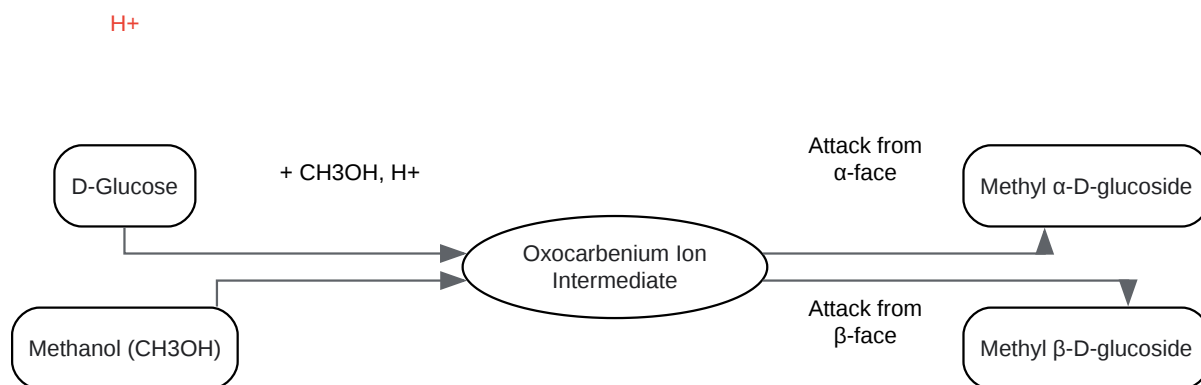 H+
D-Glucose
+ CH3OH, H+
Attack from
α-face
Methyl α-D-glucoside
Oxocarbenium Ion
Intermediate
Methanol (CH3OH)
Attack from
β-face
Methyl β-D-glucoside